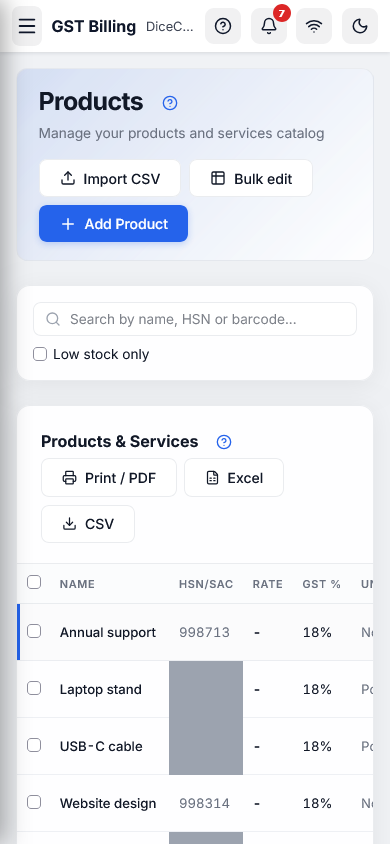 GST Billing DiceC... 7
Products
Manage your products and services catalog
Import CSV Bulk edit
Add Product
Search by name, HSN or barcode...
Low stock only
Products & Services
Print / PDF Excel
CSV
NAME HSN/SAC RATE GST %
Annual support 998713 - 18%
Laptop stand - 18%
USB-C cable - 18%
Website design 998314 - 18%